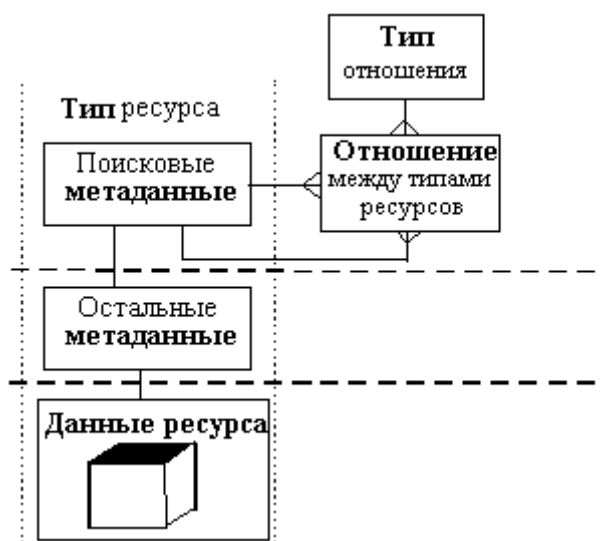 Тип
отношения
Тип ресурса
Поисковые
метаданные
Отношение
между типами
ресурсов
Остальные
метаданные
Данные ресурса